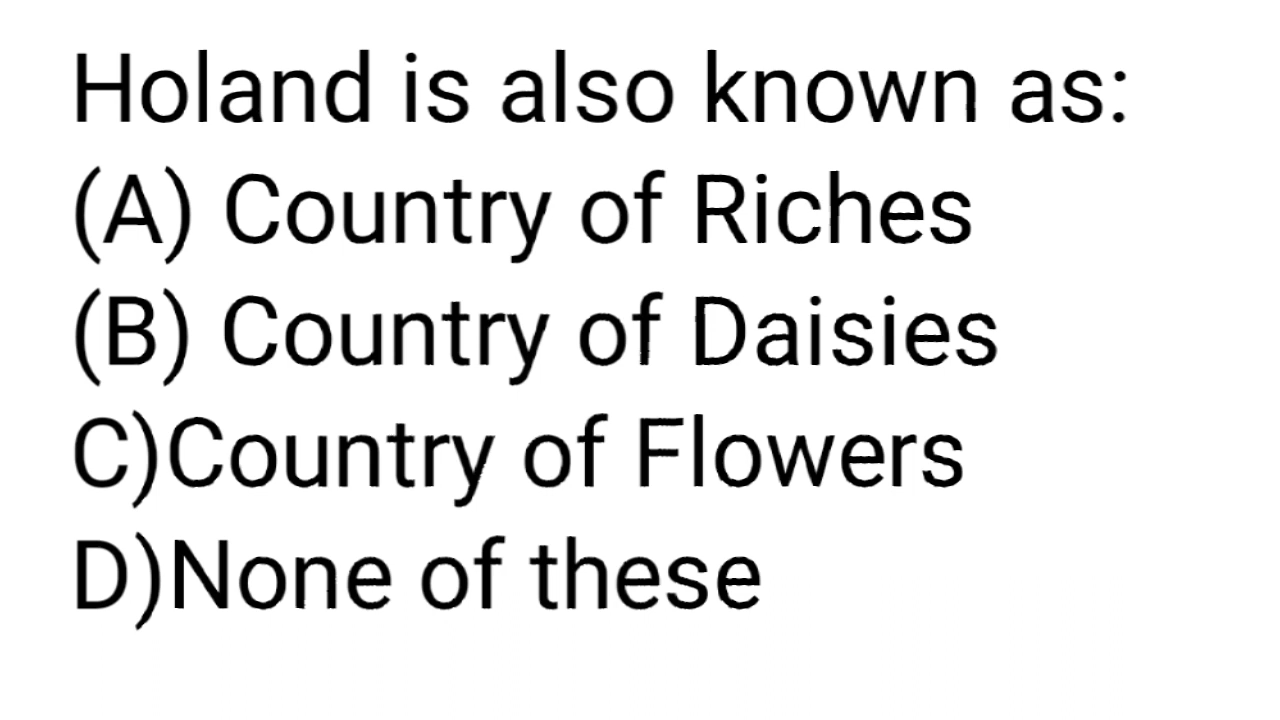 Holand is also known as:
(A) Country of Riches
(B) Country of Daisies
C)Country of Flowers
D)None of these